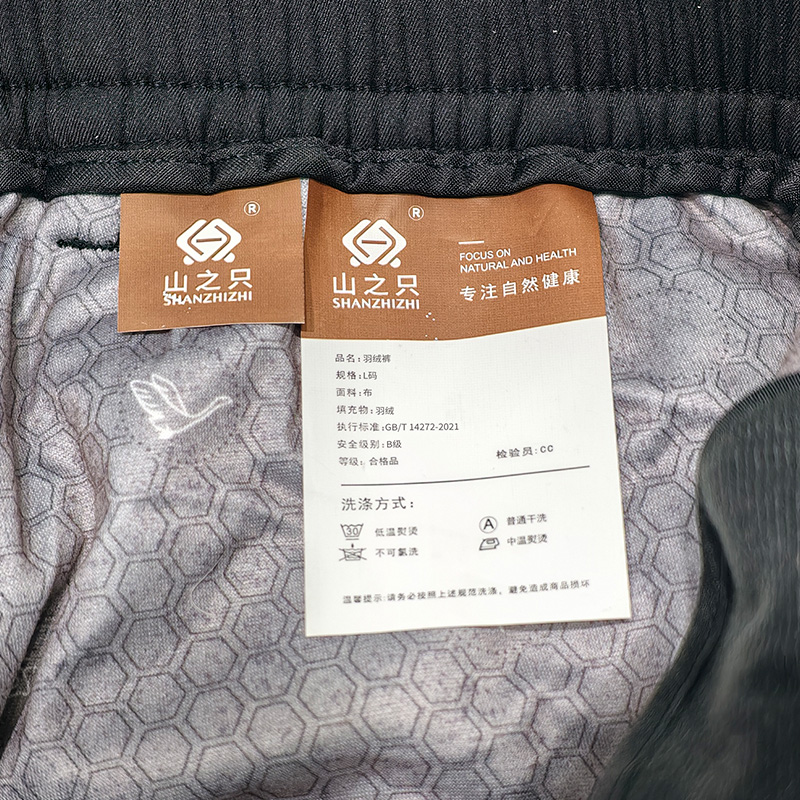 ®
山之只
SHANZHIZHI
®
山之只
SHANZHIZHI
FOCUS ON
NATURAL AND HEALTH
专注自然健康
品名:羽绒裤
规格:L码
面料:布
填充物:羽绒
执行标准:GB/T 14272-2021
安全级别:B级
等级:合格品
检验员:CC
洗涤方式:
30 低温熨烫
A 普通干洗
不可氯洗
中温熨烫
温馨提示:请务必按照上述规范洗涤,避免造成商品损坏